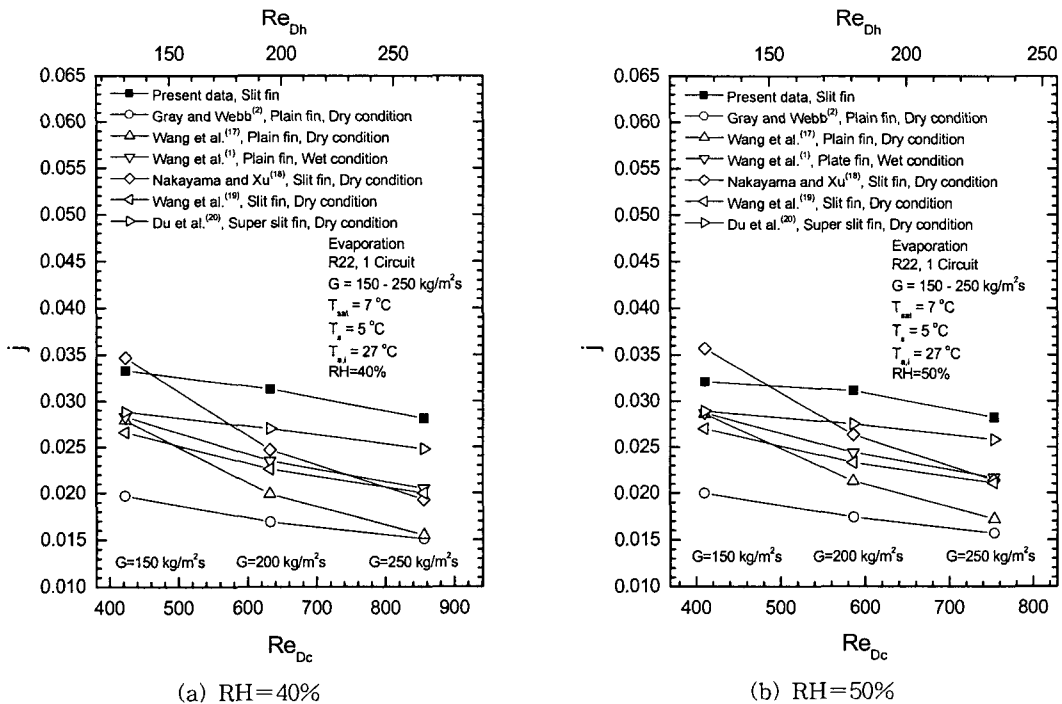 Re_Dh
150 200 250
0.065
0.060
0.055
0.050
0.045
0.040
0.035
0.030
0.025
0.020
0.015
0.010
j
Present data, Slit fin
Gray and Webb(2), Plain fin, Dry condition
Wang et al.(17), Plain fin, Dry condition
Wang et al.(1), Plain fin, Wet condition
Nakayama and Xu(18), Slit fin, Dry condition
Wang et al.(19), Slit fin, Dry condition
Du et al.(20), Super slit fin, Dry condition
Evaporation
R22, 1 Circuit
G = 150 - 250 kg/m²s
T_sat = 7 °C
T_s = 5 °C
T_a,i = 27 °C
RH=40%
G=150 kg/m²s G=200 kg/m²s G=250 kg/m²s
400 500 600 700 800 900
Re_Dc
(a) RH=40%
Re_Dh
150 200 250
0.065
0.060
0.055
0.050
0.045
0.040
0.035
0.030
0.025
0.020
0.015
0.010
j
Present data, Slit fin
Gray and Webb(2), Plain fin, Dry condition
Wang et al.(17), Plain fin, Dry condition
Wang et al.(1), Plate fin, Wet condition
Nakayama and Xu(18), Slit fin, Dry condition
Wang et al.(19), Slit fin, Dry condition
Du et al.(20), Super slit fin, Dry condition
Evaporation
R22, 1 Circuit
G = 150 - 250 kg/m²s
T_sat = 7 °C
T_s = 5 °C
T_a,i = 27 °C
RH=50%
G=150 kg/m²s G=200 kg/m²s G=250 kg/m²s
400 500 600 700 800
Re_Dc
(b) RH=50%